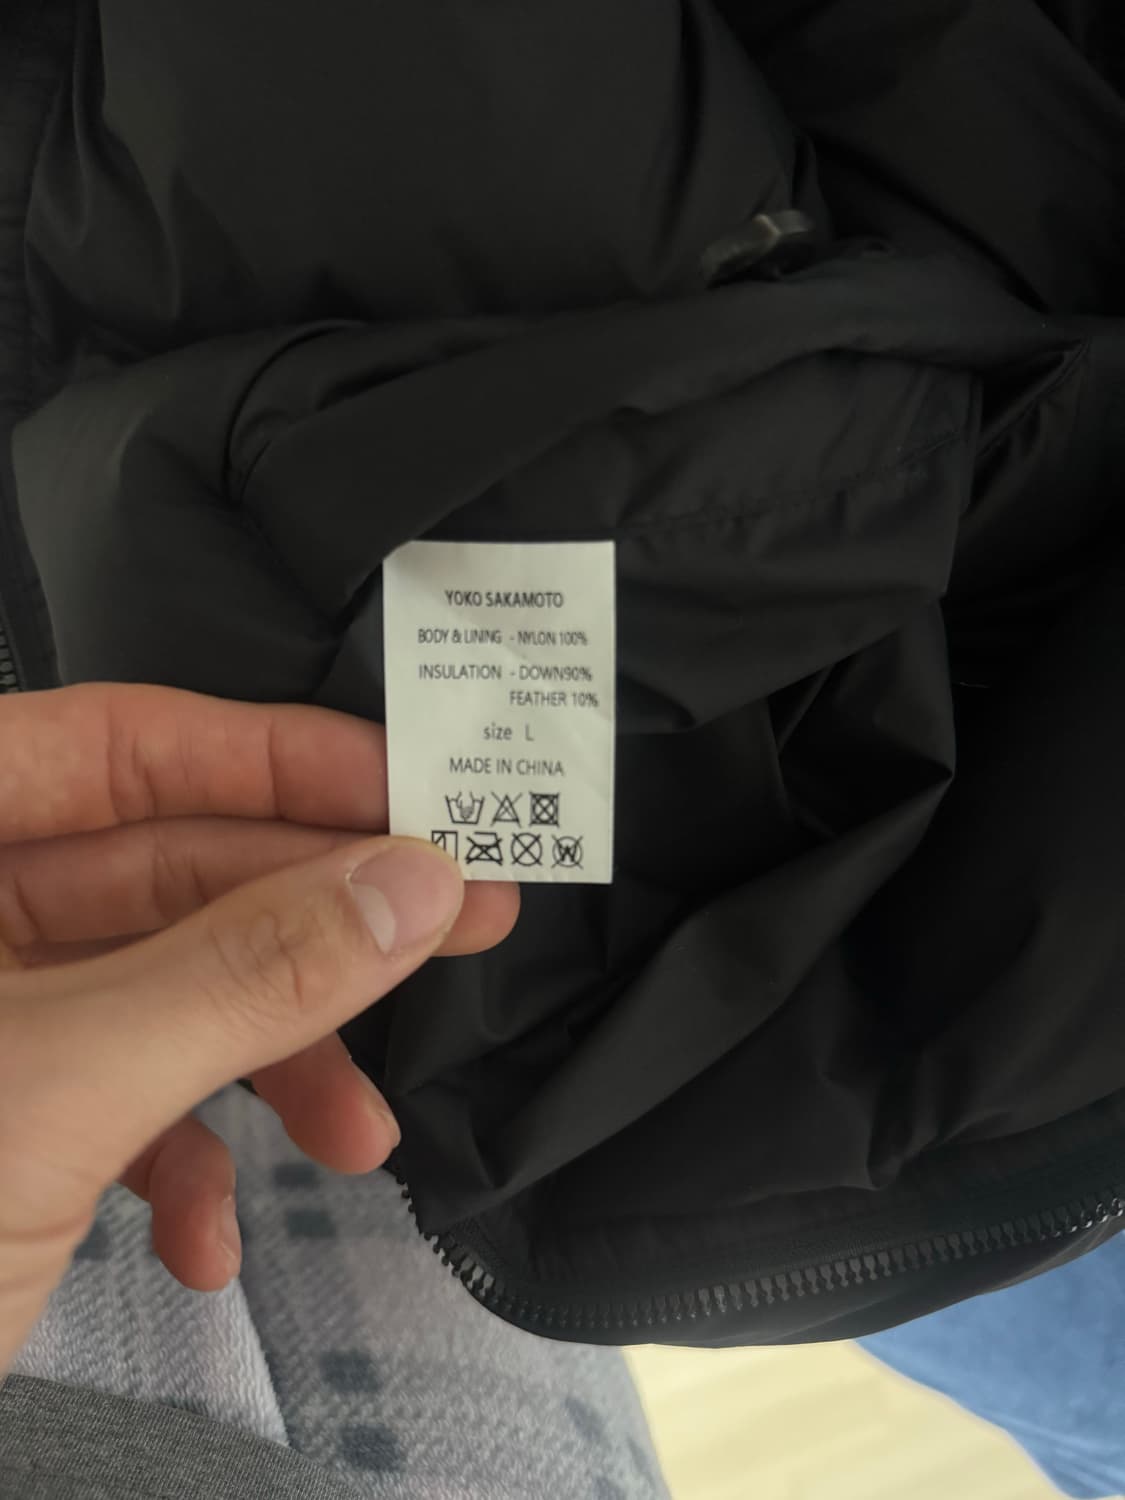 YOKO SAKAMOTO
BODY & LINING - NYLON 100%
INSULATION - DOWN90%
FEATHER 10%
size L
MADE IN CHINA
W